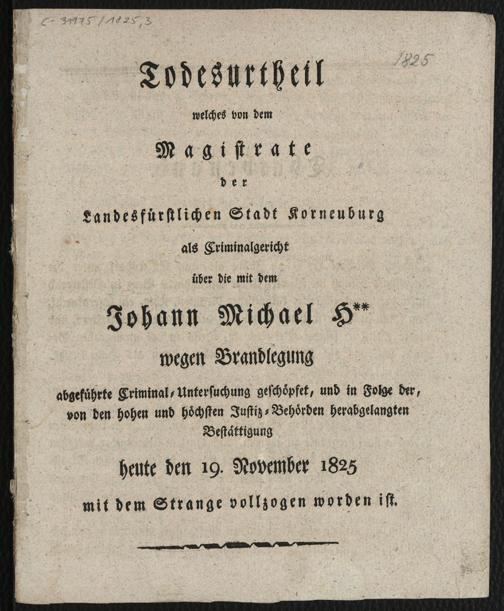 C-31975/1825,3
1825
Todesurtheil
welches von dem
Magistrate
der
Landesfürstlichen Stadt Korneuburg
als Criminalgericht
über die mit dem
Johann Michael H**
wegen Brandlegung
abgeführte Criminal-Untersuchung geschöpfet, und in Folge der,
von den hohen und höchsten Justiz-Behörden herabgelangten
Bestättigung
heute den 19. November 1825
mit dem Strange vollzogen worden ist.